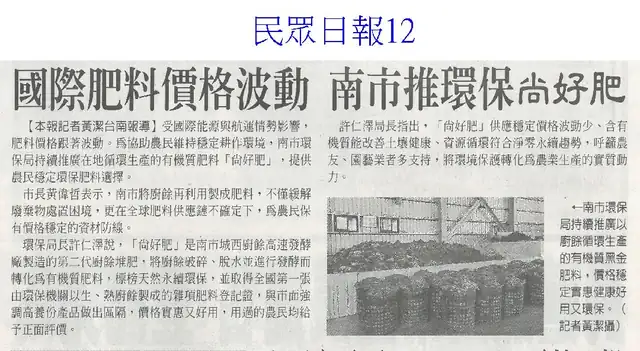 民眾日報12
國際肥料價格波動 南市推環保尚好肥
【本報記者黃潔台南報導】受國際能源與航運情勢影響，
肥料價格跟著波動。為協助農民維持穩定耕作環境，南市環
保局持續推廣在地循環生產的有機質肥料「尚好肥」，提供
農民穩定環保肥料選擇。
市長黃偉哲表示，南市將廚餘再利用製成肥料，不僅緩解
廢棄物處置困境，更在全球肥料供應鏈不確定下，為農民保
有價格穩定的資材防線。
環保局長許仁澤說，「尚好肥」是南市城西廚餘高速發酵
廠製造的第二代廚餘堆肥，將廚餘破碎、脫水並進行發酵而
轉化為有機質肥料，標榜天然永續環保，並取得全國第一張
由環保機關以生、熟廚餘製成的雜項肥料登記證，與市面強
調高養份產品做出區隔，價格實惠又好用，用過的農民均給
予正面評價。
許仁澤局長指出，「尚好肥」供應穩定價格波動少、含有
機質能改善土壤健康、資源循環符合淨零永續趨勢，呼籲農
友、園藝業者多支持，將環境保護轉化為農業生產的實質動
力。
←南市環保
局持續推廣以
廚餘循環生產
的有機質黑金
肥料，價格穩
定實惠健康好
用又環保。（
記者黃潔攝）